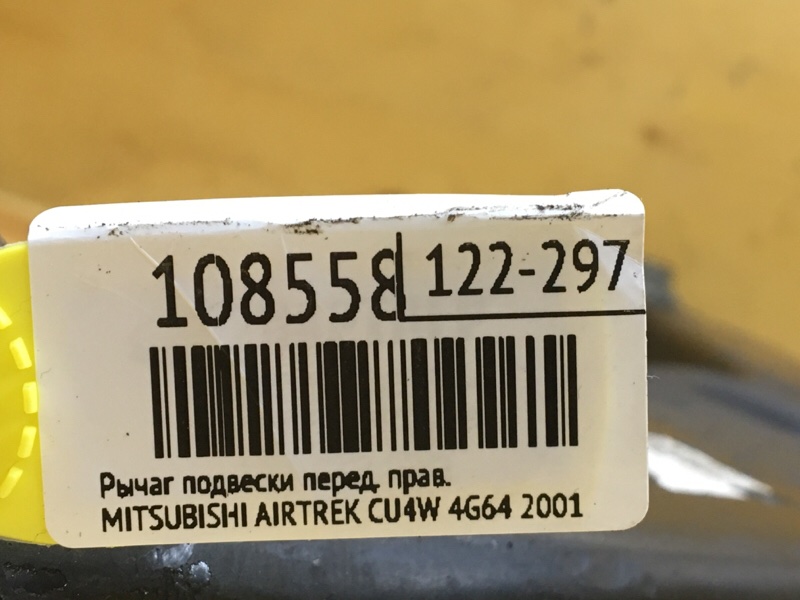 108558
122-297
Рычаг подвески перед. прав.
MITSUBISHI AIRTREK CU4W 4G64 2001